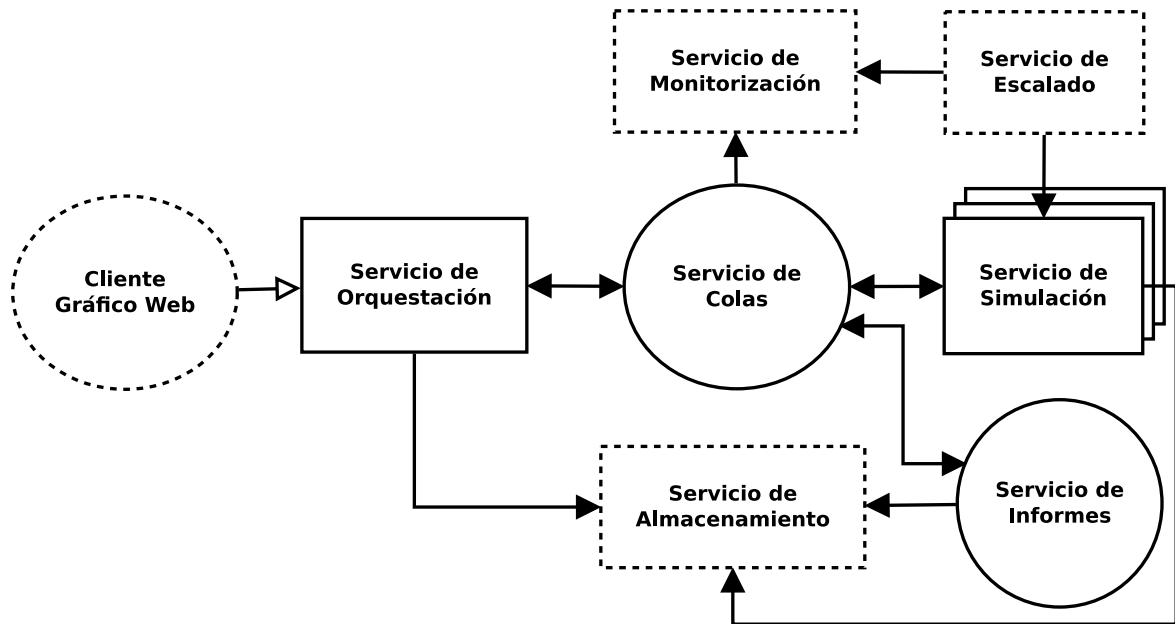 Servicio de
Monitorización
Servicio de
Escalado
Cliente
Gráfico Web
Servicio de
Orquestación
Servicio de
Colas
Servicio de
Simulación
Servicio de
Almacenamiento
Servicio de
Informes